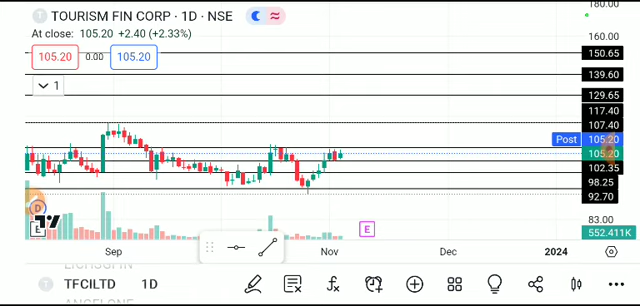 T TOURISM FIN CORP · 1D · NSE
180.00
At close: 105.20 +2.40 (+2.33%)
160.00
105.20 0.00 105.20
150.65
1
139.60
129.65
117.40
107.40
Post 105.20
105.20
102.35
98.25
92.70
D
E E
83.00
552.411K
Sep Nov Dec 2024
TFCILTD 1D